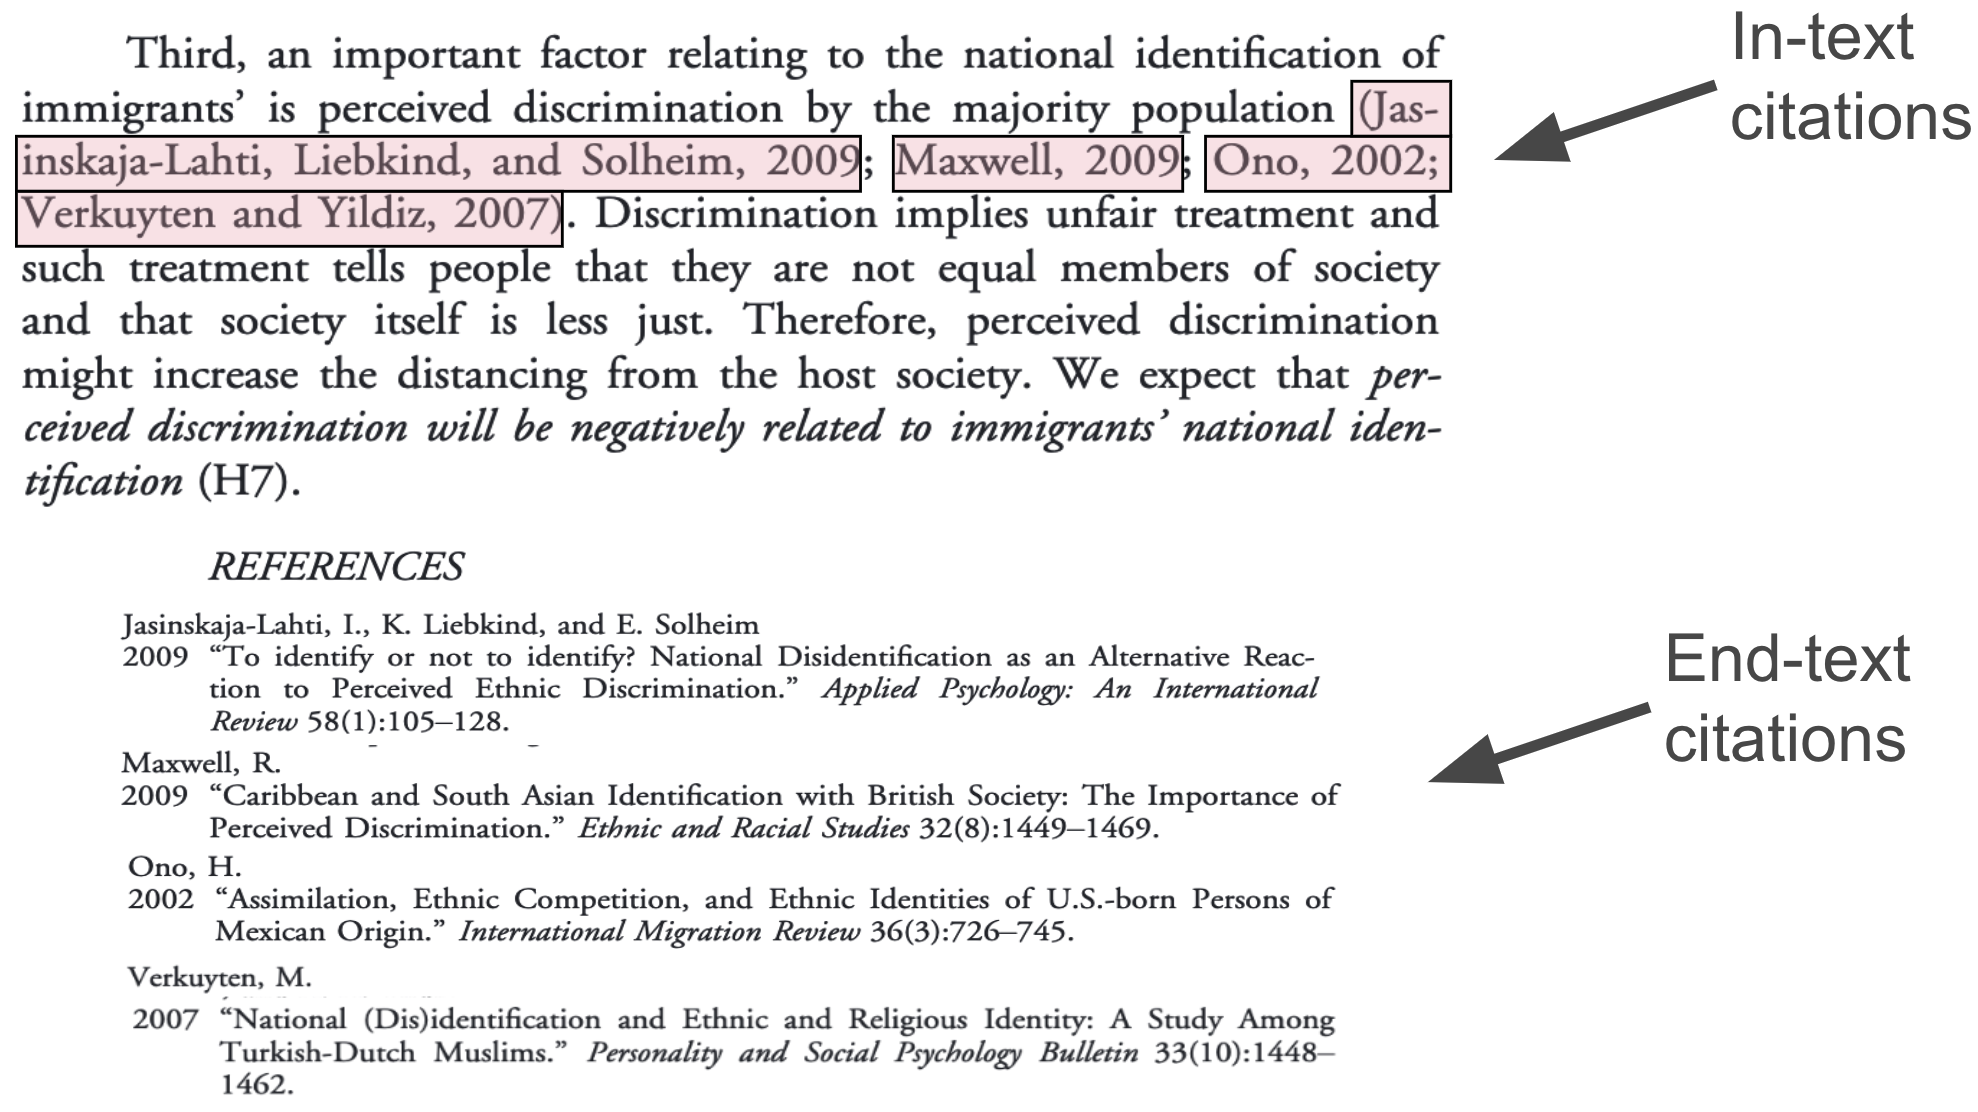 In-text
citations
Third, an important factor relating to the national identification of
immigrants’ is perceived discrimination by the majority population (Jas-
inskaja-Lahti, Liebkind, and Solheim, 2009; Maxwell, 2009; Ono, 2002;
Verkuyten and Yildiz, 2007). Discrimination implies unfair treatment and
such treatment tells people that they are not equal members of society
and that society itself is less just. Therefore, perceived discrimination
might increase the distancing from the host society. We expect that per-
ceived discrimination will be negatively related to immigrants’ national iden-
tification (H7).
REFERENCES
Jasinskaja-Lahti, I., K. Liebkind, and E. Solheim
2009 “To identify or not to identify? National Disidentification as an Alternative Reac-
tion to Perceived Ethnic Discrimination.” Applied Psychology: An International
Review 58(1):105–128.
Maxwell, R.
2009 “Caribbean and South Asian Identification with British Society: The Importance of
Perceived Discrimination.” Ethnic and Racial Studies 32(8):1449–1469.
Ono, H.
2002 “Assimilation, Ethnic Competition, and Ethnic Identities of U.S.-born Persons of
Mexican Origin.” International Migration Review 36(3):726–745.
Verkuyten, M.
2007 “National (Dis)identification and Ethnic and Religious Identity: A Study Among
Turkish-Dutch Muslims.” Personality and Social Psychology Bulletin 33(10):1448–
1462.
End-text
citations